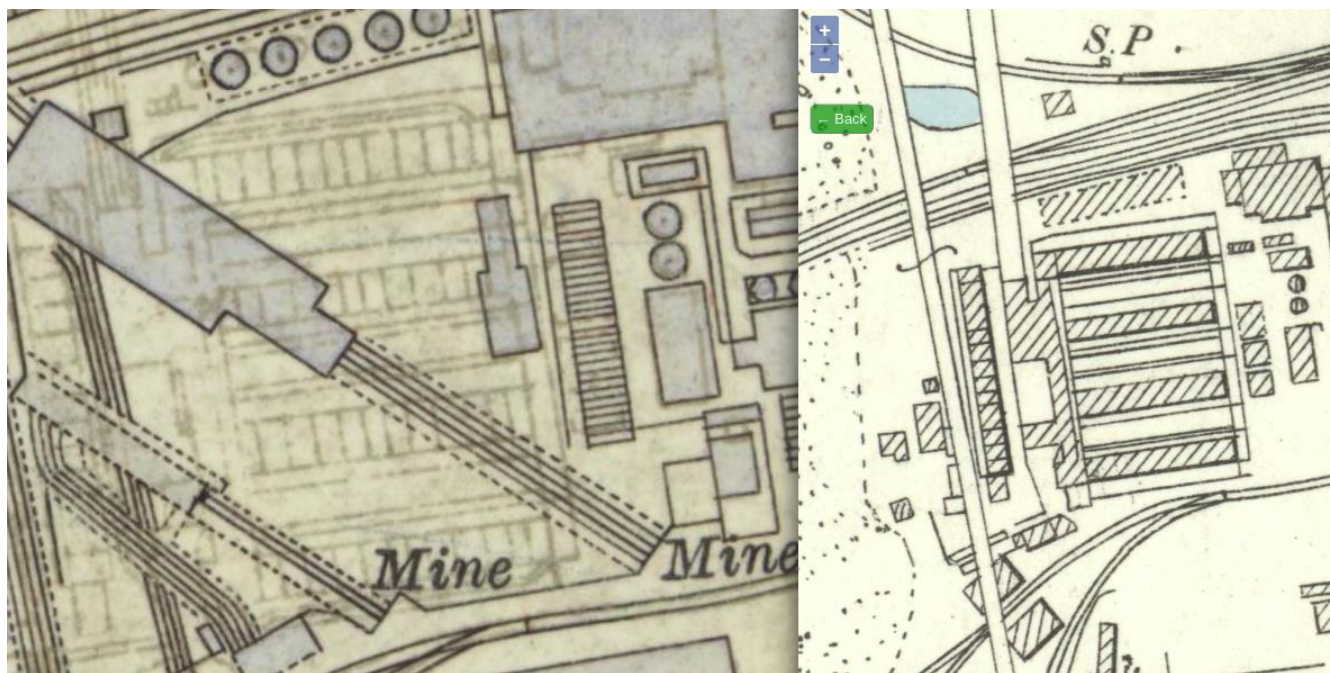 S.P.
+
−
← Back
Mine
Mine